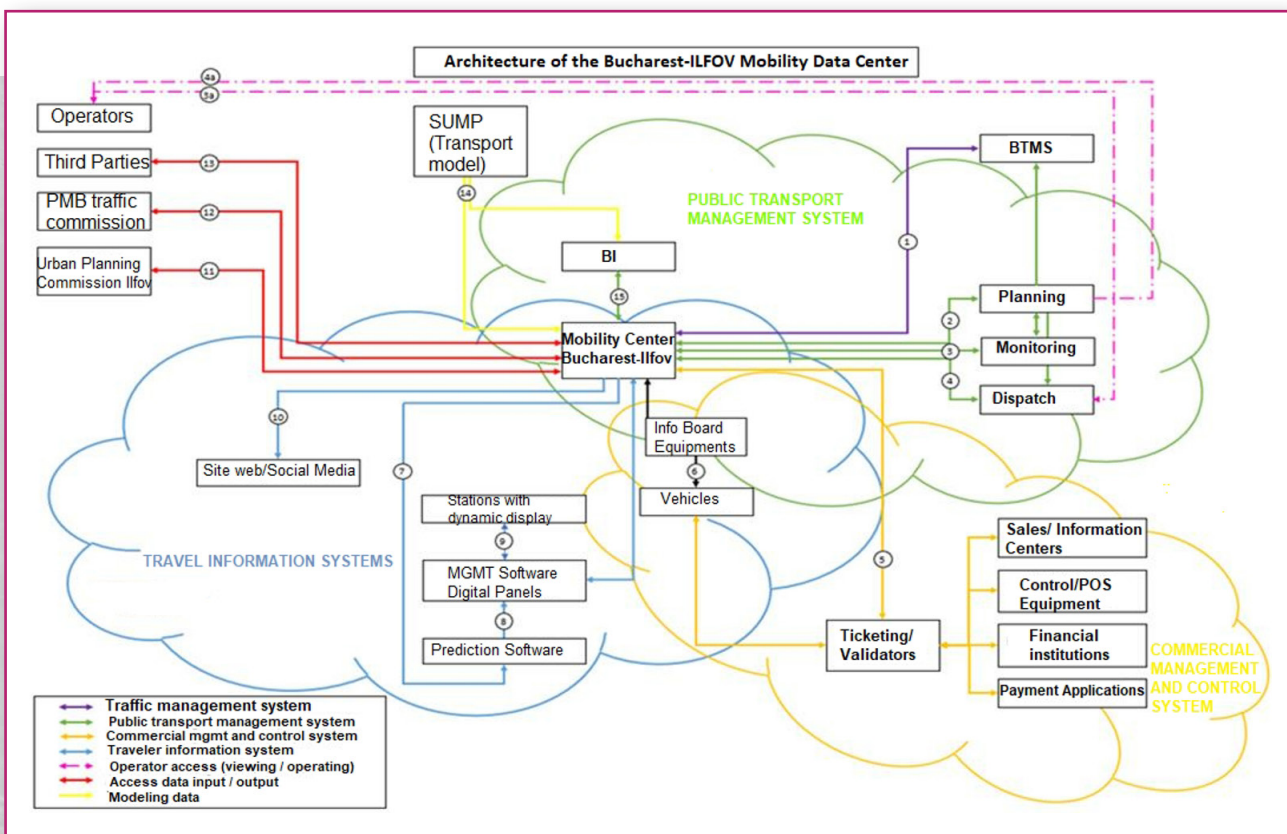 Architecture of the Bucharest-ILFOV Mobility Data Center
4a
3a
Operators
Third Parties
13
PMB traffic
commission
12
Urban Planning
Commission Ilfov
11
SUMP
(Transport
model)
14
BTMS
PUBLIC TRANSPORT
MANAGEMENT SYSTEM
1
BI
15
Planning
2
Mobility Center
Bucharest-Ilfov
Monitoring
3
4
Dispatch
10
Info Board
Equipments
6
Site web/Social Media
7
Vehicles
Stations with
dynamic display
9
TRAVEL INFORMATION SYSTEMS
MGMT Software
Digital Panels
8
Prediction Software
5
Sales/ Information
Centers
Control/POS
Equipment
Ticketing/
Validators
Financial
institutions
Payment Applications
COMMERCIAL
MANAGEMENT
AND CONTROL
SYSTEM
Traffic management system
Public transport management system
Commercial mgmt and control system
Traveler information system
Operator access (viewing / operating)
Access data input / output
Modeling data